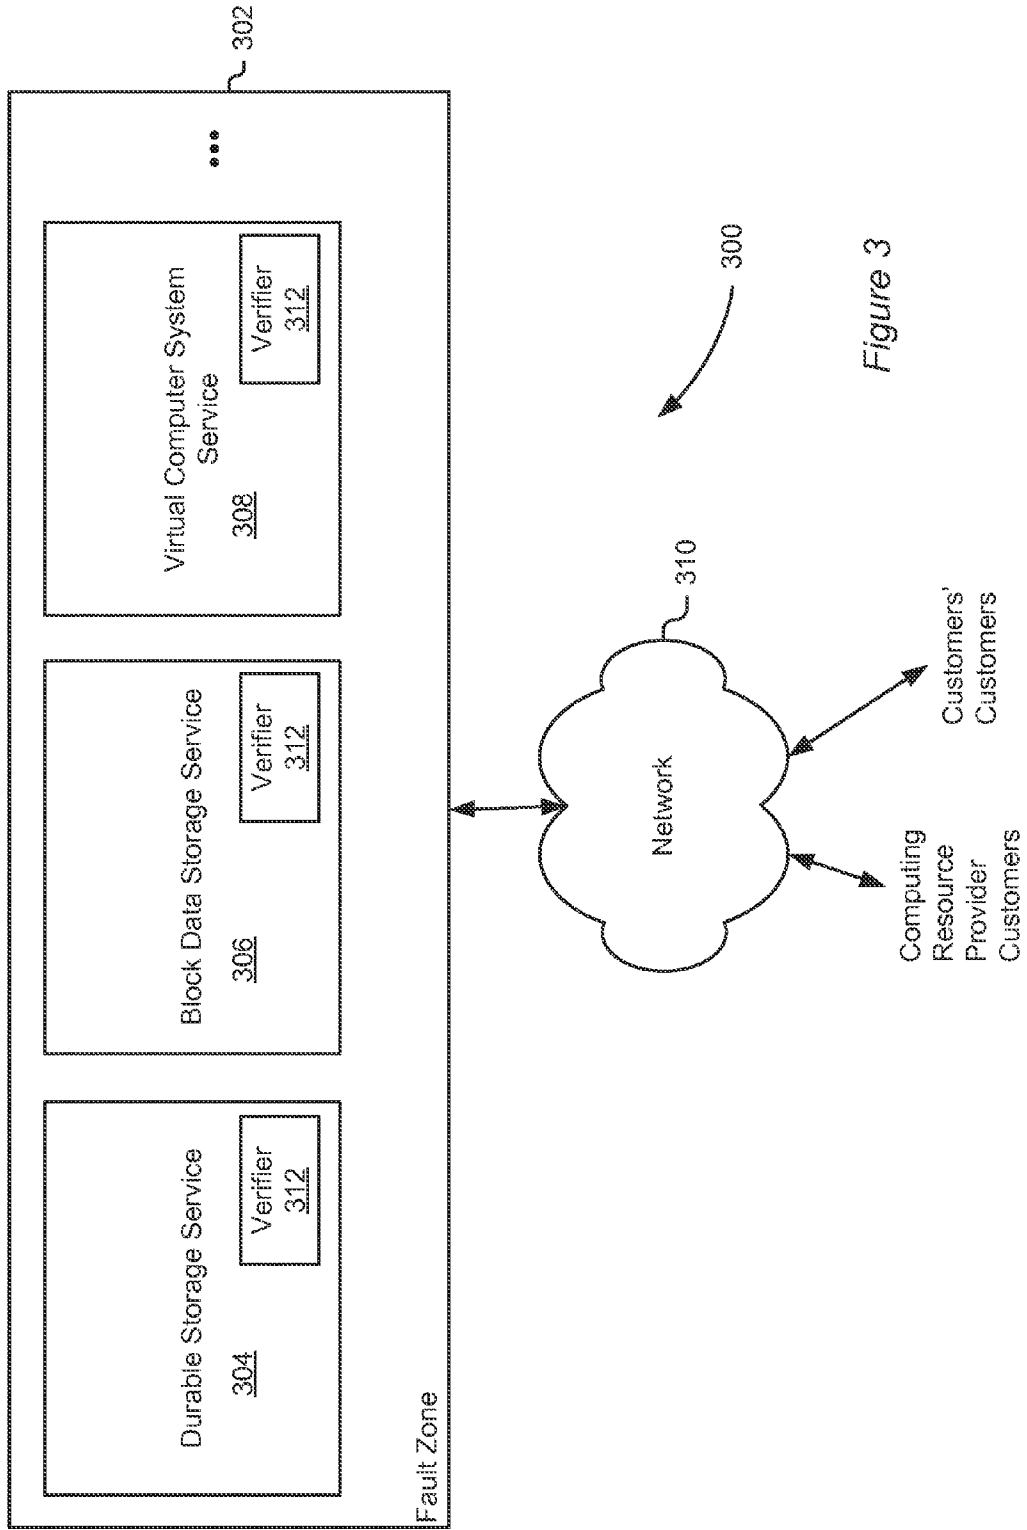 302
Durable Storage Service
304
Verifier
312
Block Data Storage Service
306
Verifier
312
Virtual Computer System
Service
308
Verifier
312
...
Fault Zone
Network
310
300
Computing
Resource
Provider
Customers
Customers'
Customers
Figure 3